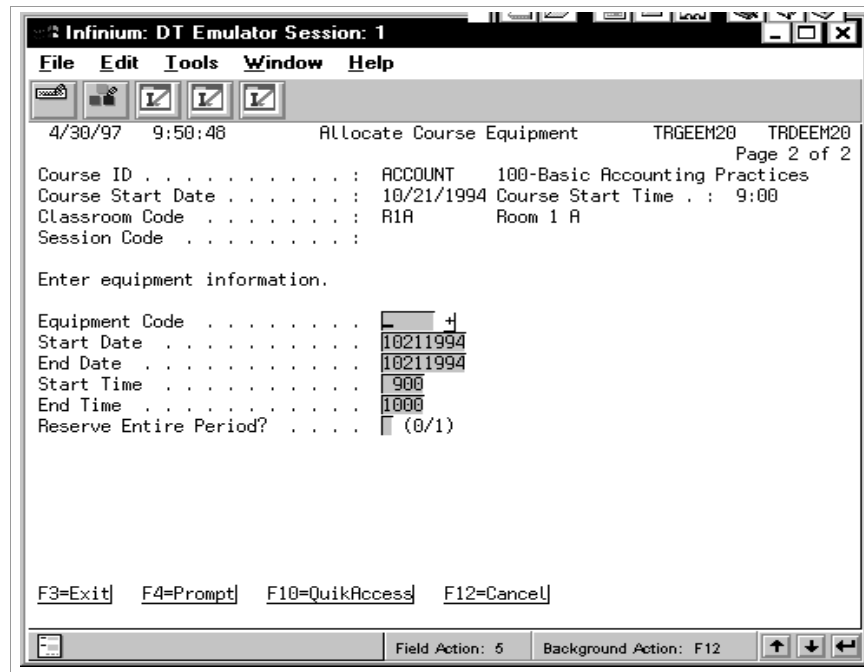 Infinium: DT Emulator Session: 1
File Edit Tools Window Help
4/30/97 9:50:48 Allocate Course Equipment TRGEEM20 TRDEEM20
Page 2 of 2
Course ID . . . . . . . . . . . : ACCOUNT 100-Basic Accounting Practices
Course Start Date . . . . . . . : 10/21/1994 Course Start Time . : 9:00
Classroom Code . . . . . . . : R1A Room 1 A
Session Code . . . . . . . . :
Enter equipment information.
Equipment Code . . . . . . . . _ +
Start Date . . . . . . . . . . 10211994
End Date . . . . . . . . . . . 10211994
Start Time . . . . . . . . . . 900
End Time . . . . . . . . . . . 1000
Reserve Entire Period? . . . . (0/1)
F3=Exit F4=Prompt F10=QuikAccess F12=Cancel
Field Action: 5 Background Action: F12